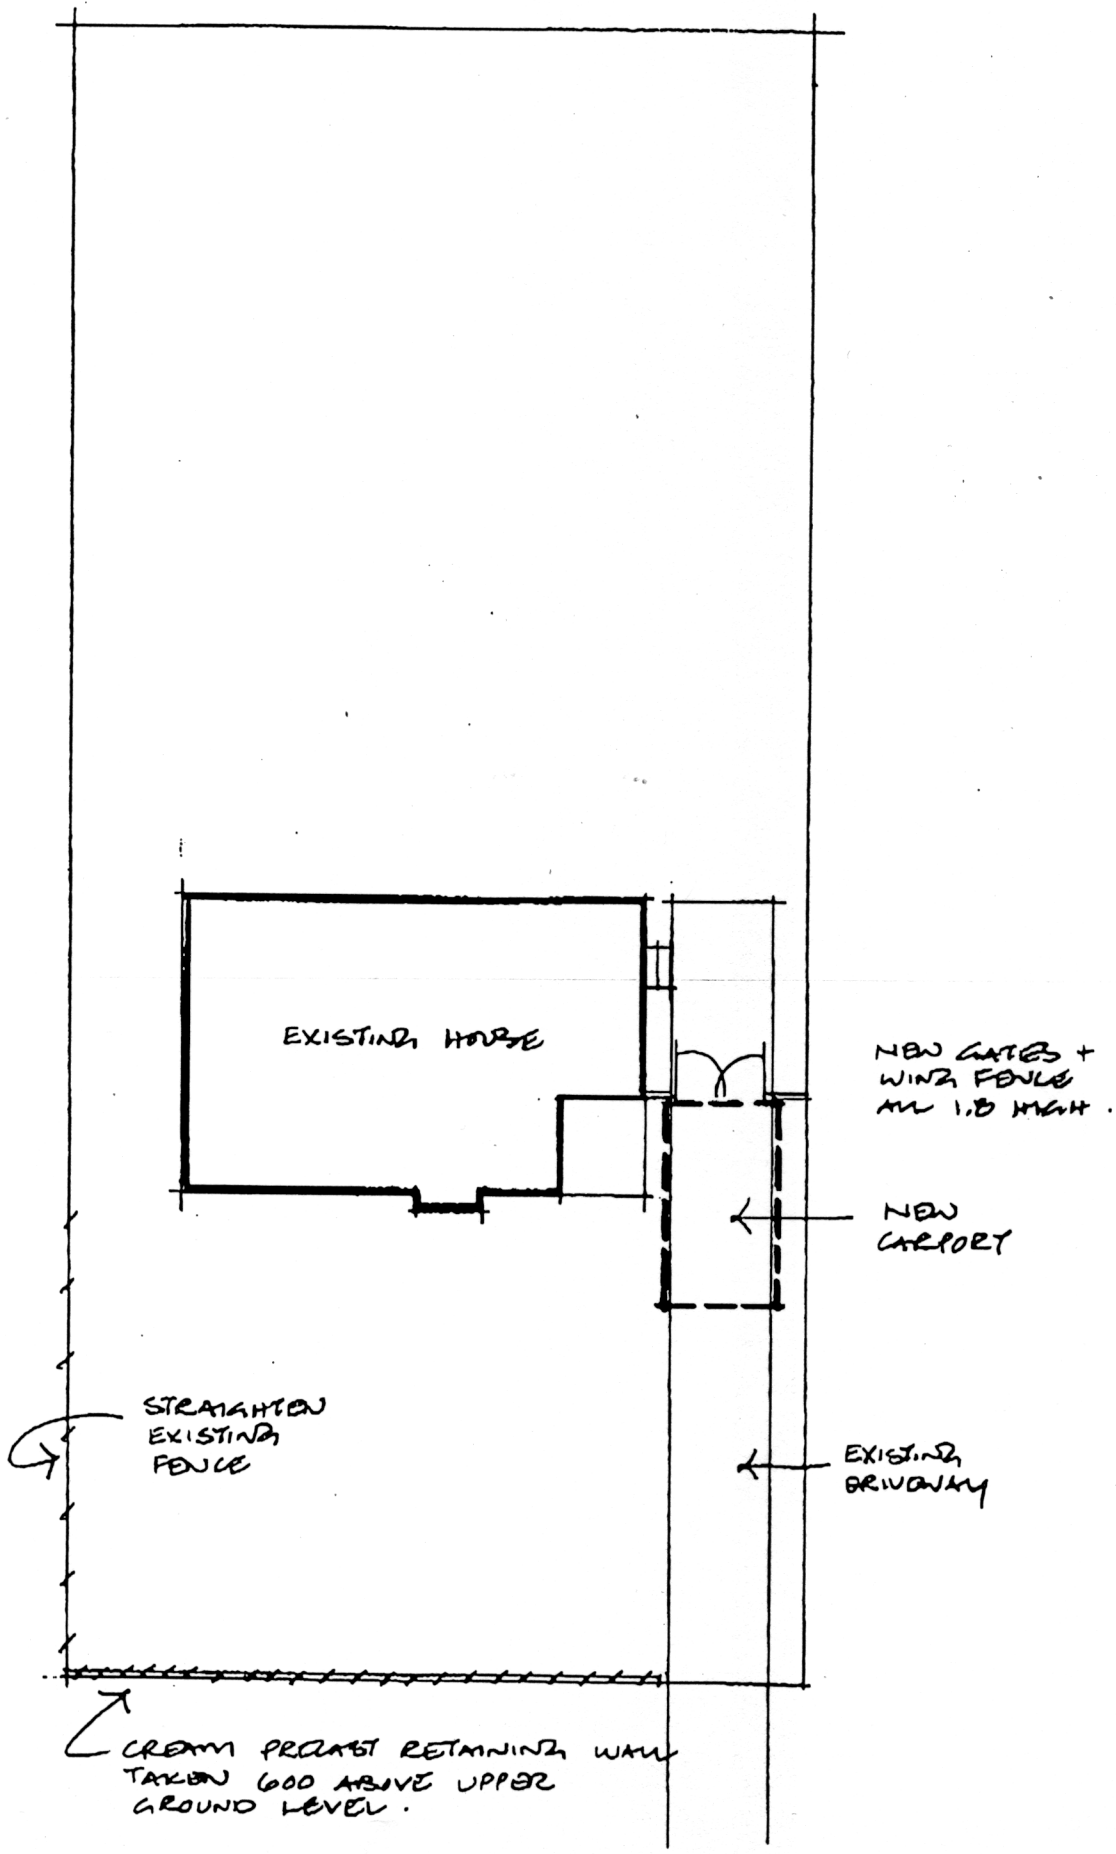 EXISTING HOUSE
NEW GATES +
WING FENCE
ALL 1.8 HIGH.
NEW
CARPORT
STRAIGHTEN
EXISTING
FENCE
EXISTING
DRIVEWAY
CREAM PRECAST RETAINING WALL
TAKEN 600 ABOVE UPPER
GROUND LEVEL.